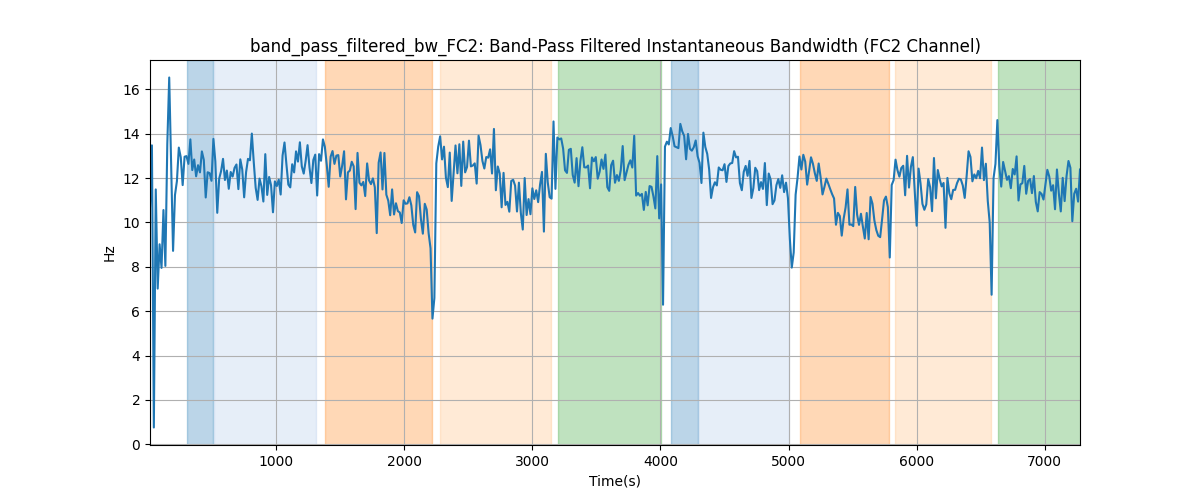 band_pass_filtered_bw_FC2: Band-Pass Filtered Instantaneous Bandwidth (FC2 Channel)
16
14
12
10
8
6
4
2
0
Hz
1000 2000 3000 4000 5000 6000 7000
Time(s)